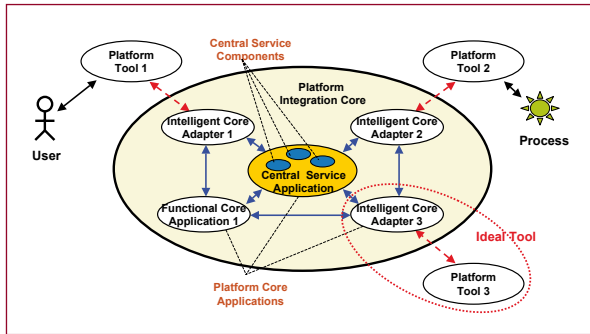 Platform
Tool 1
Central Service
Components
Platform
Tool 2
Platform
Integration Core
Intelligent Core
Adapter 1
Intelligent Core
Adapter 2
User
Process
Central Service
Application
Functional Core
Application 1
Intelligent Core
Adapter 3
Ideal Tool
Platform Core
Applications
Platform
Tool 3